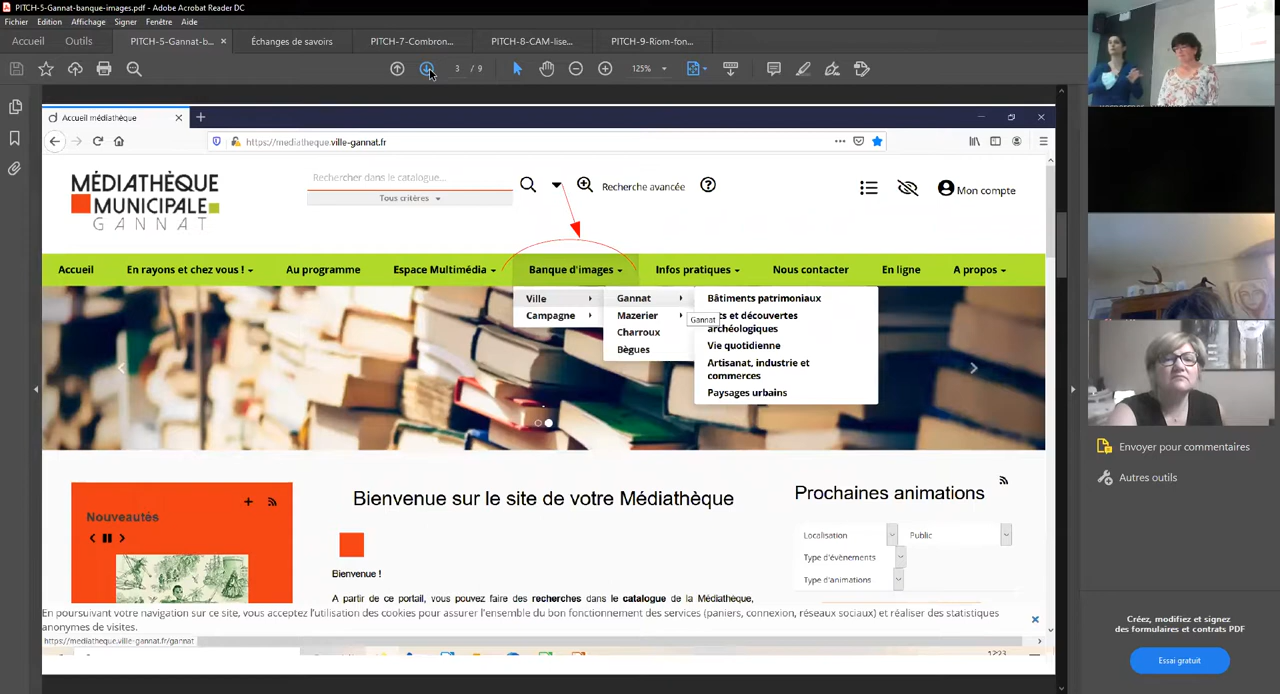 PITCH-5-Gannat-banque-images.pdf - Adobe Acrobat Reader DC
Fichier Edition Affichage Signer Fenêtre Aide
Accueil Outils PITCH-5-Gannat-b... × Échanges de savoirs PITCH-7-Combron... PITCH-8-CAM-lise... PITCH-9-Riom-fon...
3 / 9 125%
Accueil médiathèque
https://mediatheque.ville-gannat.fr
MÉDIATHÈQUE
MUNICIPALE
GANNAT
Rechercher dans le catalogue...
Tous critères
Recherche avancée
Mon compte
Accueil En rayons et chez vous ! Au programme Espace Multimédia Banque d'images Infos pratiques Nous contacter En ligne A propos
Ville
Campagne
Gannat
Mazerier
Charroux
Bègues
Gannat
Bâtiments patrimoniaux
et découvertes
archéologiques
Vie quotidienne
Artisanat, industrie et
commerces
Paysages urbains
Nouveautés
Bienvenue sur le site de votre Médiathèque
Bienvenue !
A partir de ce portail, vous pouvez faire des recherches dans le catalogue de la Médiathèque,
Prochaines animations
Localisation Public
Type d'évènements
Type d'animations
En poursuivant votre navigation sur ce site, vous acceptez l'utilisation des cookies pour assurer l'ensemble du bon fonctionnement des services (paniers, connexion, réseaux sociaux) et réaliser des statistiques
anonymes de visites.
https://mediatheque.ville-gannat.fr/gannat
Envoyer pour commentaires
Autres outils
Créez, modifiez et signez
des formulaires et contrats PDF
Essai gratuit